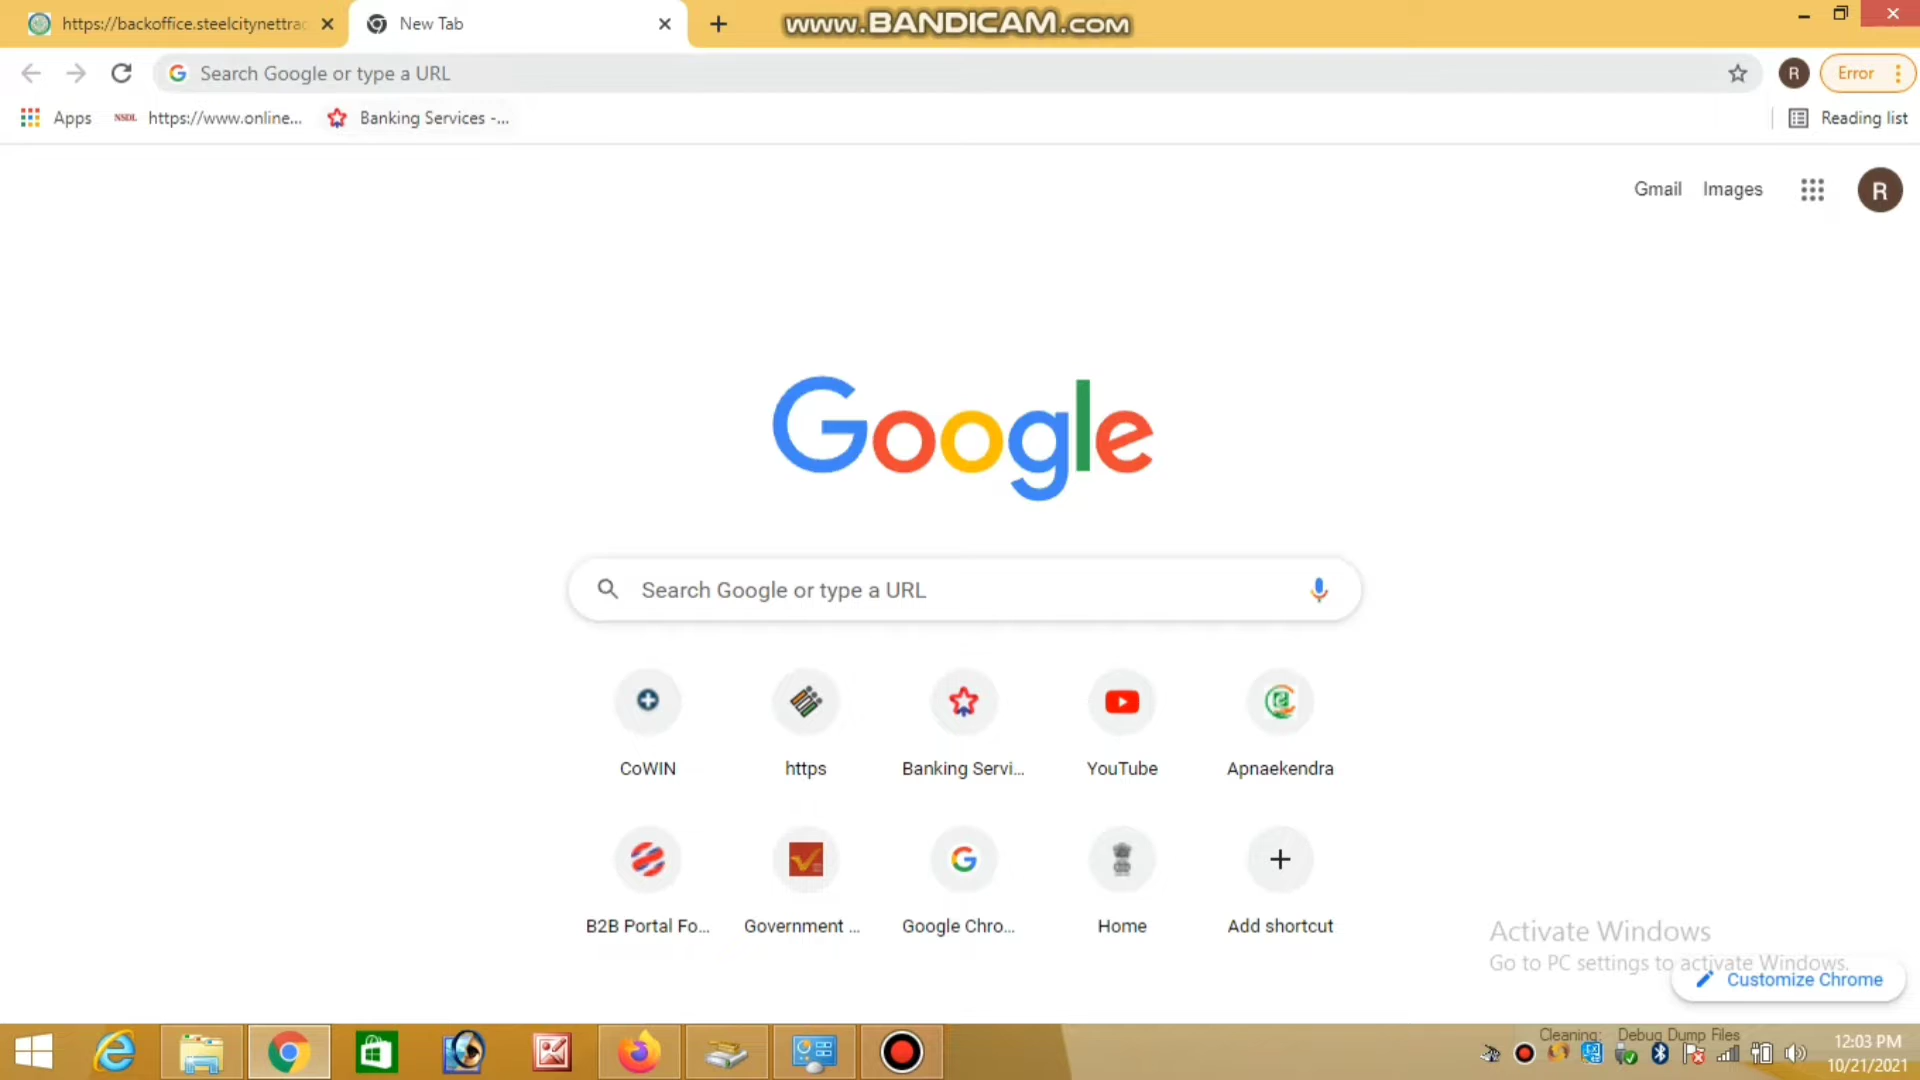 https://backoffice.steelcitynettrac
New Tab
www.BANDICAM.com
Search Google or type a URL
R
Error
Apps
NSDL
https://www.online...
Banking Services -...
Reading list
Gmail
Images
R
Google
Search Google or type a URL
CoWIN
https
Banking Servi...
YouTube
Apnaekendra
B2B Portal Fo...
Government ...
Google Chro...
Home
Add shortcut
Activate Windows
Go to PC settings to activate Windows.
Customize Chrome
Cleaning: Debug Dump Files
12:03 PM
10/21/2021